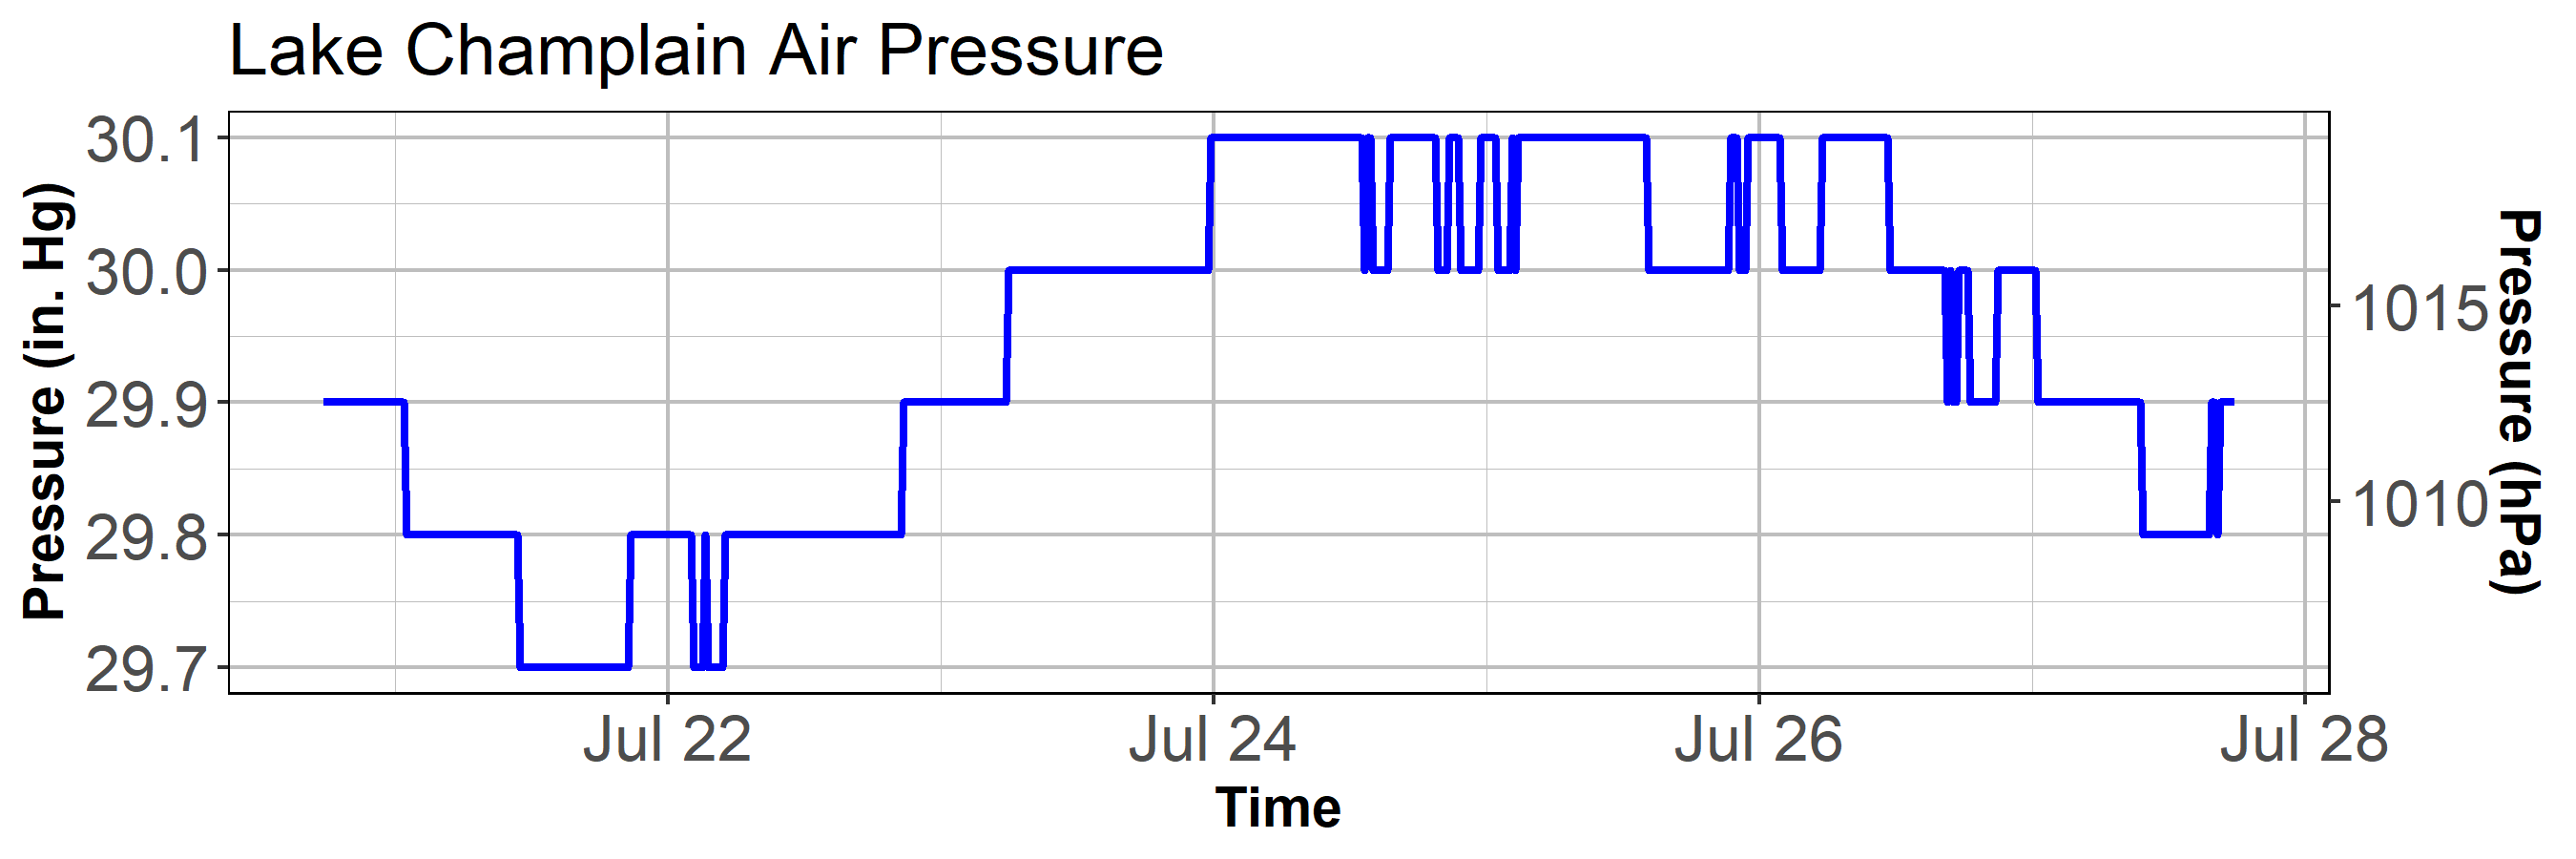 Lake Champlain Air Pressure
30.1
30.0
29.9
29.8
29.7
Pressure (in. Hg)
1015
1010
Pressure (hPa)
Jul 22
Jul 24
Jul 26
Jul 28
Time